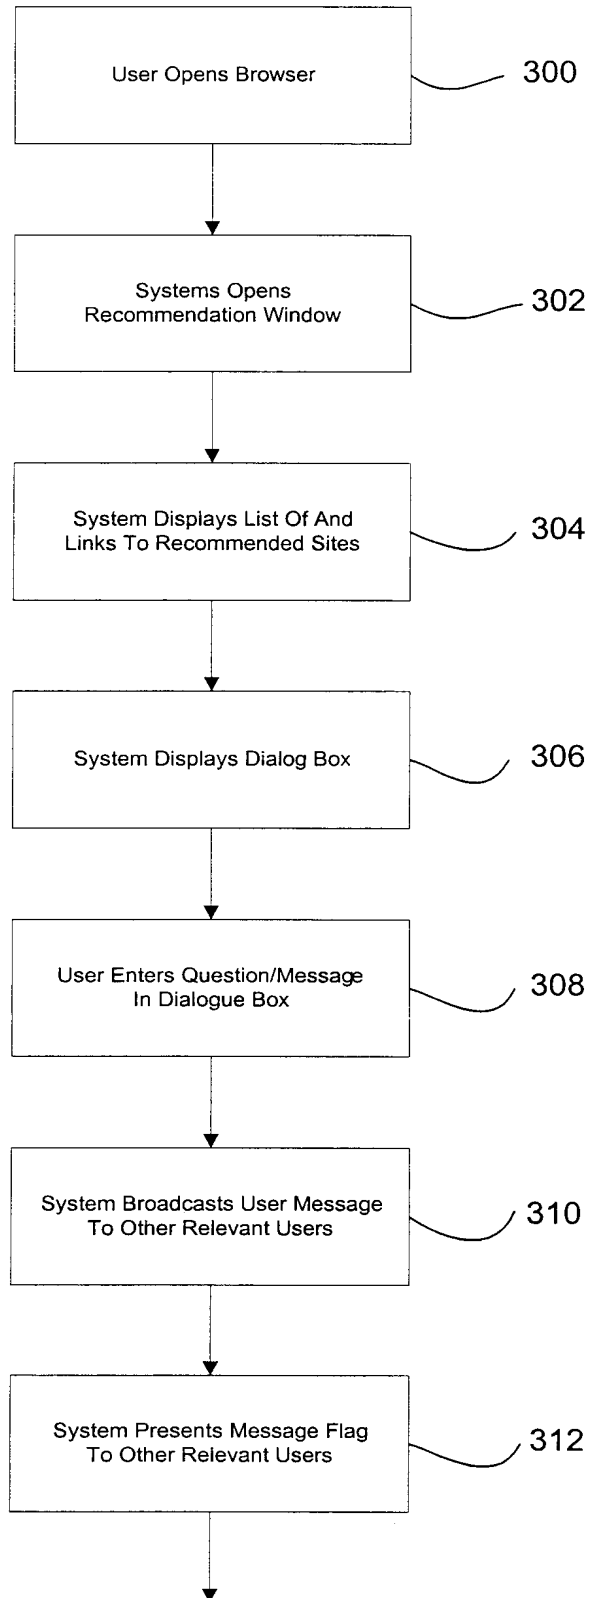 User Opens Browser
300
Systems Opens
Recommendation Window
302
System Displays List Of And
Links To Recommended Sites
304
System Displays Dialog Box
306
User Enters Question/Message
In Dialogue Box
308
System Broadcasts User Message
To Other Relevant Users
310
System Presents Message Flag
To Other Relevant Users
312